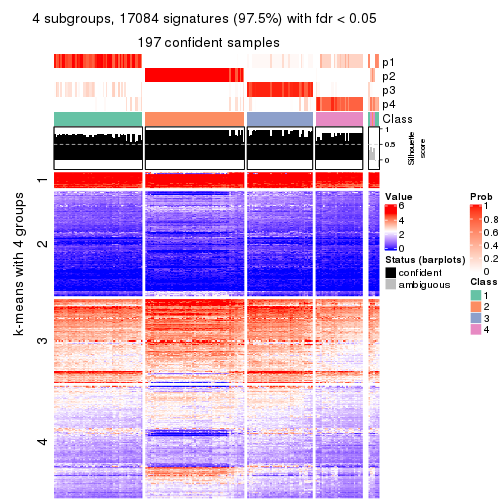 4 subgroups, 17084 signatures (97.5%) with fdr < 0.05
197 confident samples
p1
p2
p3
p4
Class
1
0.5
0
Silhouette
score
k-means with 4 groups
1
2
3
4
Value
6
4
2
0
Status (barplots)
confident
ambiguous
Prob
1
0.8
0.6
0.4
0.2
0
Class
1
2
3
4